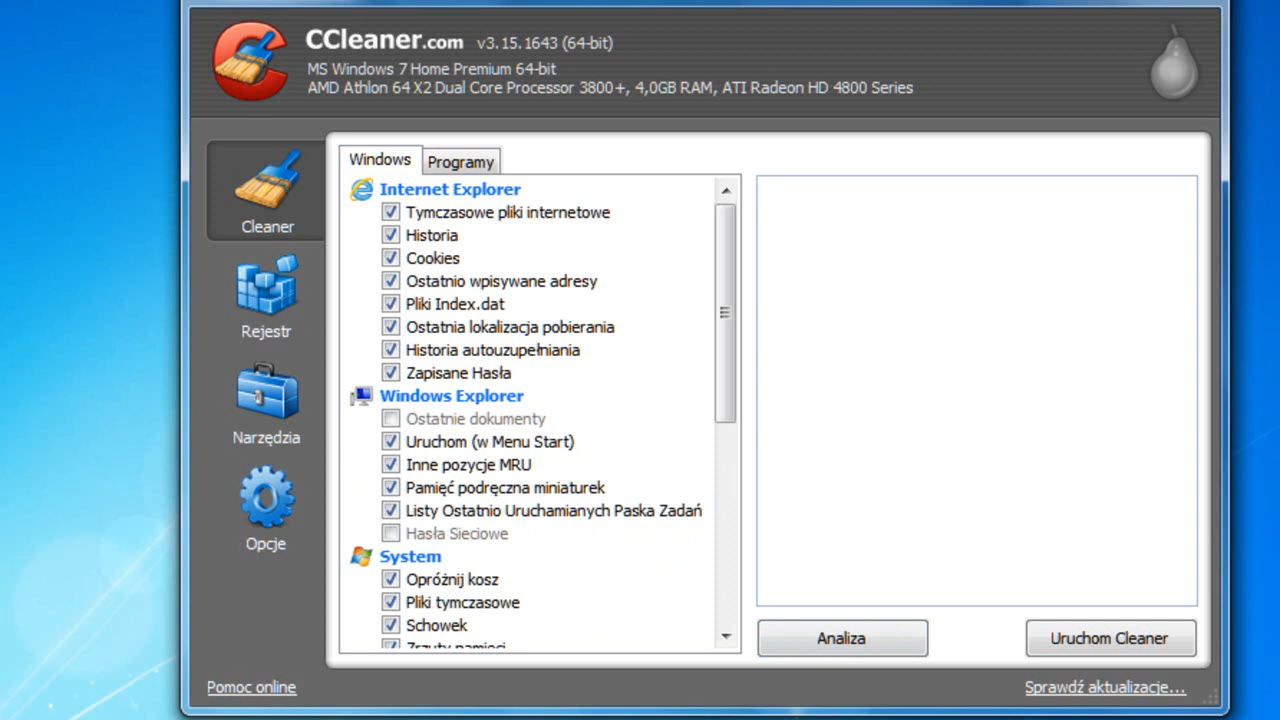 CCleaner.com v3.15.1643 (64-bit)
MS Windows 7 Home Premium 64-bit
AMD Athlon 64 X2 Dual Core Processor 3800+, 4,0GB RAM, ATI Radeon HD 4800 Series
Cleaner
Rejestr
Narzędzia
Opcje
Windows
Programy
Internet Explorer
Tymczasowe pliki internetowe
Historia
Cookies
Ostatnio wpisywane adresy
Pliki Index.dat
Ostatnia lokalizacja pobierania
Historia autouzupełniania
Zapisane Hasła
Windows Explorer
Ostatnie dokumenty
Uruchom (w Menu Start)
Inne pozycje MRU
Pamięć podręczna miniaturek
Listy Ostatnio Uruchamianych Paska Zadań
Hasła Sieciowe
System
Opróżnij kosz
Pliki tymczasowe
Schowek
Zrzuty pamięci
Analiza
Uruchom Cleaner
Pomoc online
Sprawdź aktualizacje...